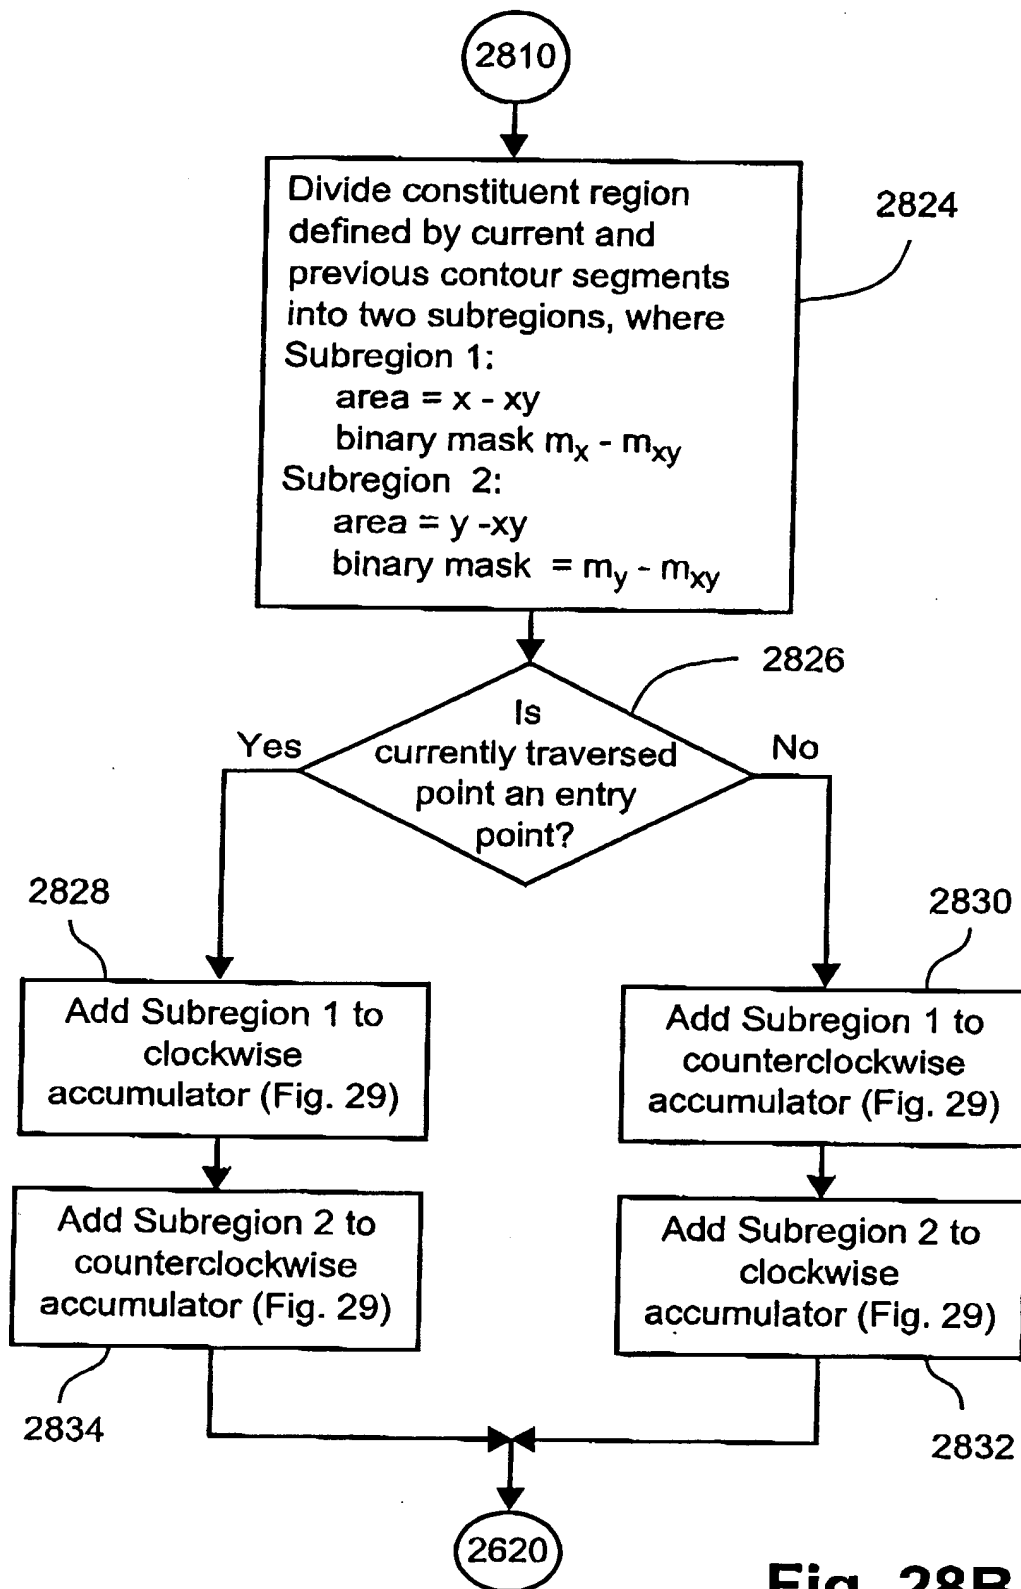 2810
Divide constituent region
defined by current and
previous contour segments
into two subregions, where
Subregion 1:
area = x - xy
binary mask mx - mxy
Subregion 2:
area = y -xy
binary mask = my - mxy
2824
2826
Is
currently traversed
point an entry
point?
Yes
No
2828
2830
Add Subregion 1 to
clockwise
accumulator (Fig. 29)
Add Subregion 1 to
counterclockwise
accumulator (Fig. 29)
Add Subregion 2 to
counterclockwise
accumulator (Fig. 29)
Add Subregion 2 to
clockwise
accumulator (Fig. 29)
2834
2832
2620
Fig. 28B